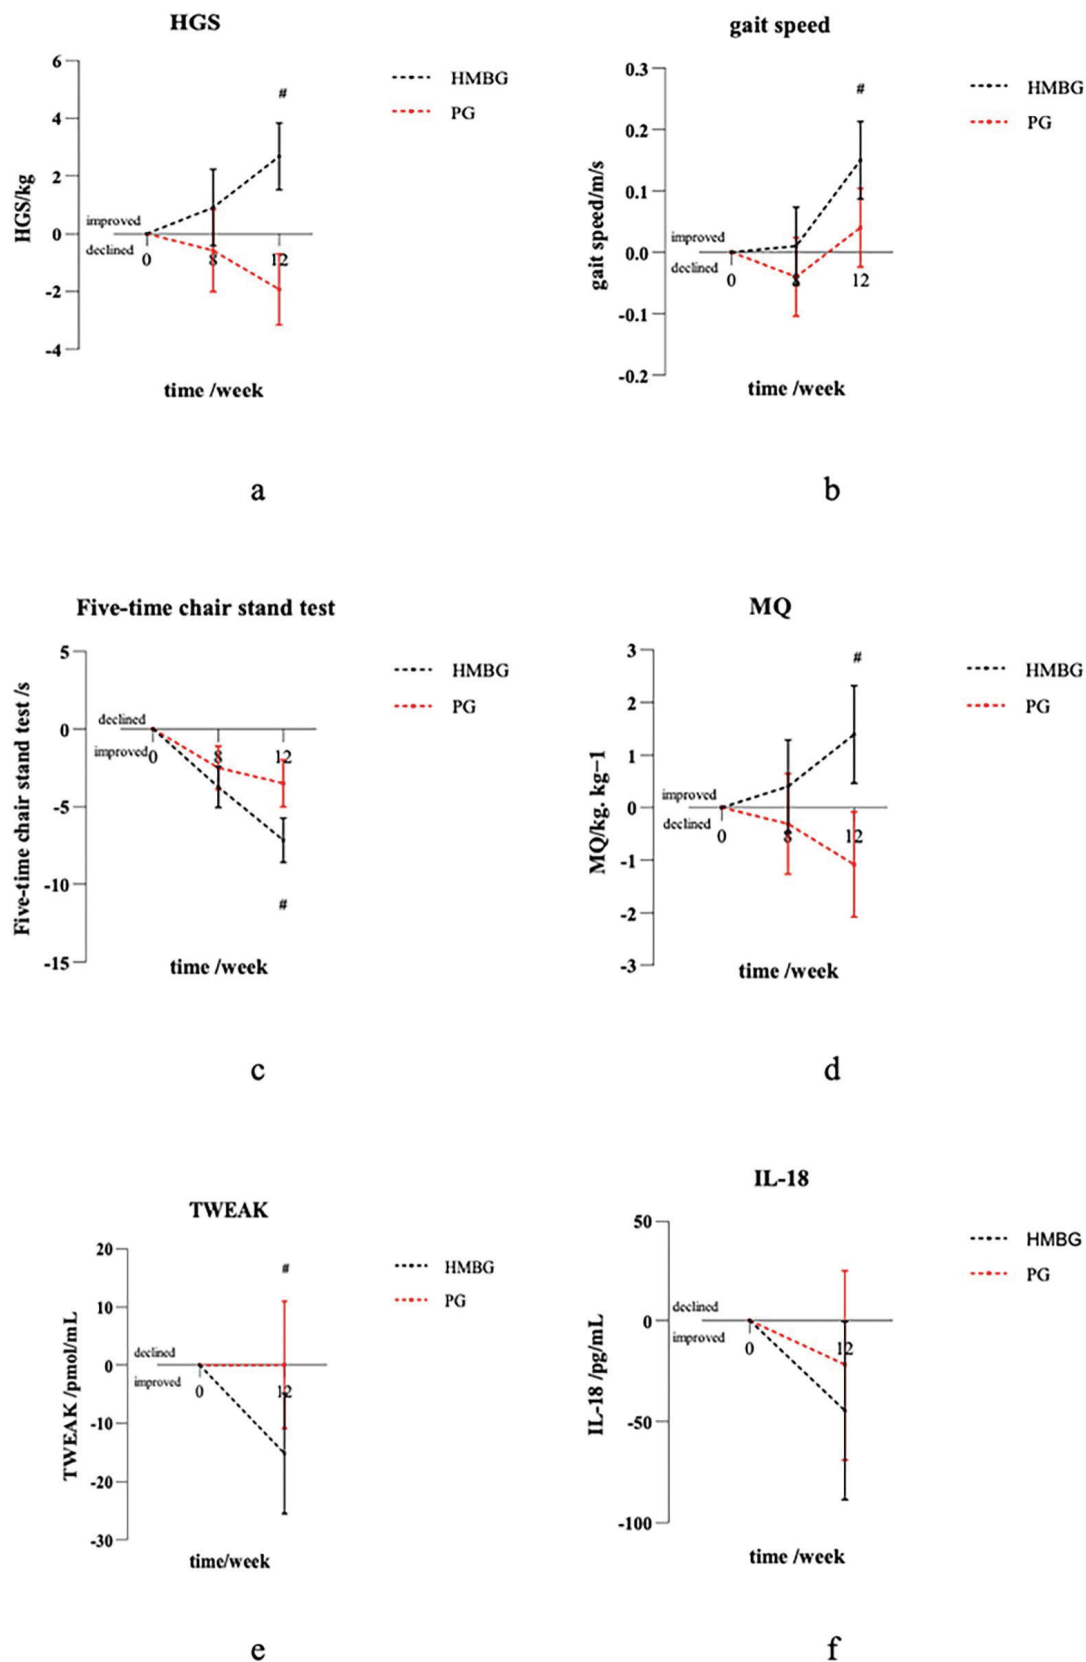 HGS
6
4
2
0
-2
-4
HGS/kg
improved
declined
0
8
12
#
HMBG
PG
time /week
a
gait speed
0.3
0.2
0.1
0.0
-0.1
-0.2
gait speed/m/s
improved
declined
0
8
12
#
HMBG
PG
time /week
b
Five-time chair stand test
5
0
-5
-10
-15
Five-time chair stand test /s
declined
improved
0
8
12
#
HMBG
PG
time /week
c
MQ
3
2
1
0
-1
-2
-3
MQ/kg. kg−1
improved
declined
0
8
12
#
HMBG
PG
time /week
d
TWEAK
20
10
0
-10
-20
-30
TWEAK /pmol/mL
declined
improved
0
12
#
HMBG
PG
time/week
e
IL-18
50
0
-50
-100
IL-18 /pg/mL
declined
improved
0
12
HMBG
PG
time /week
f